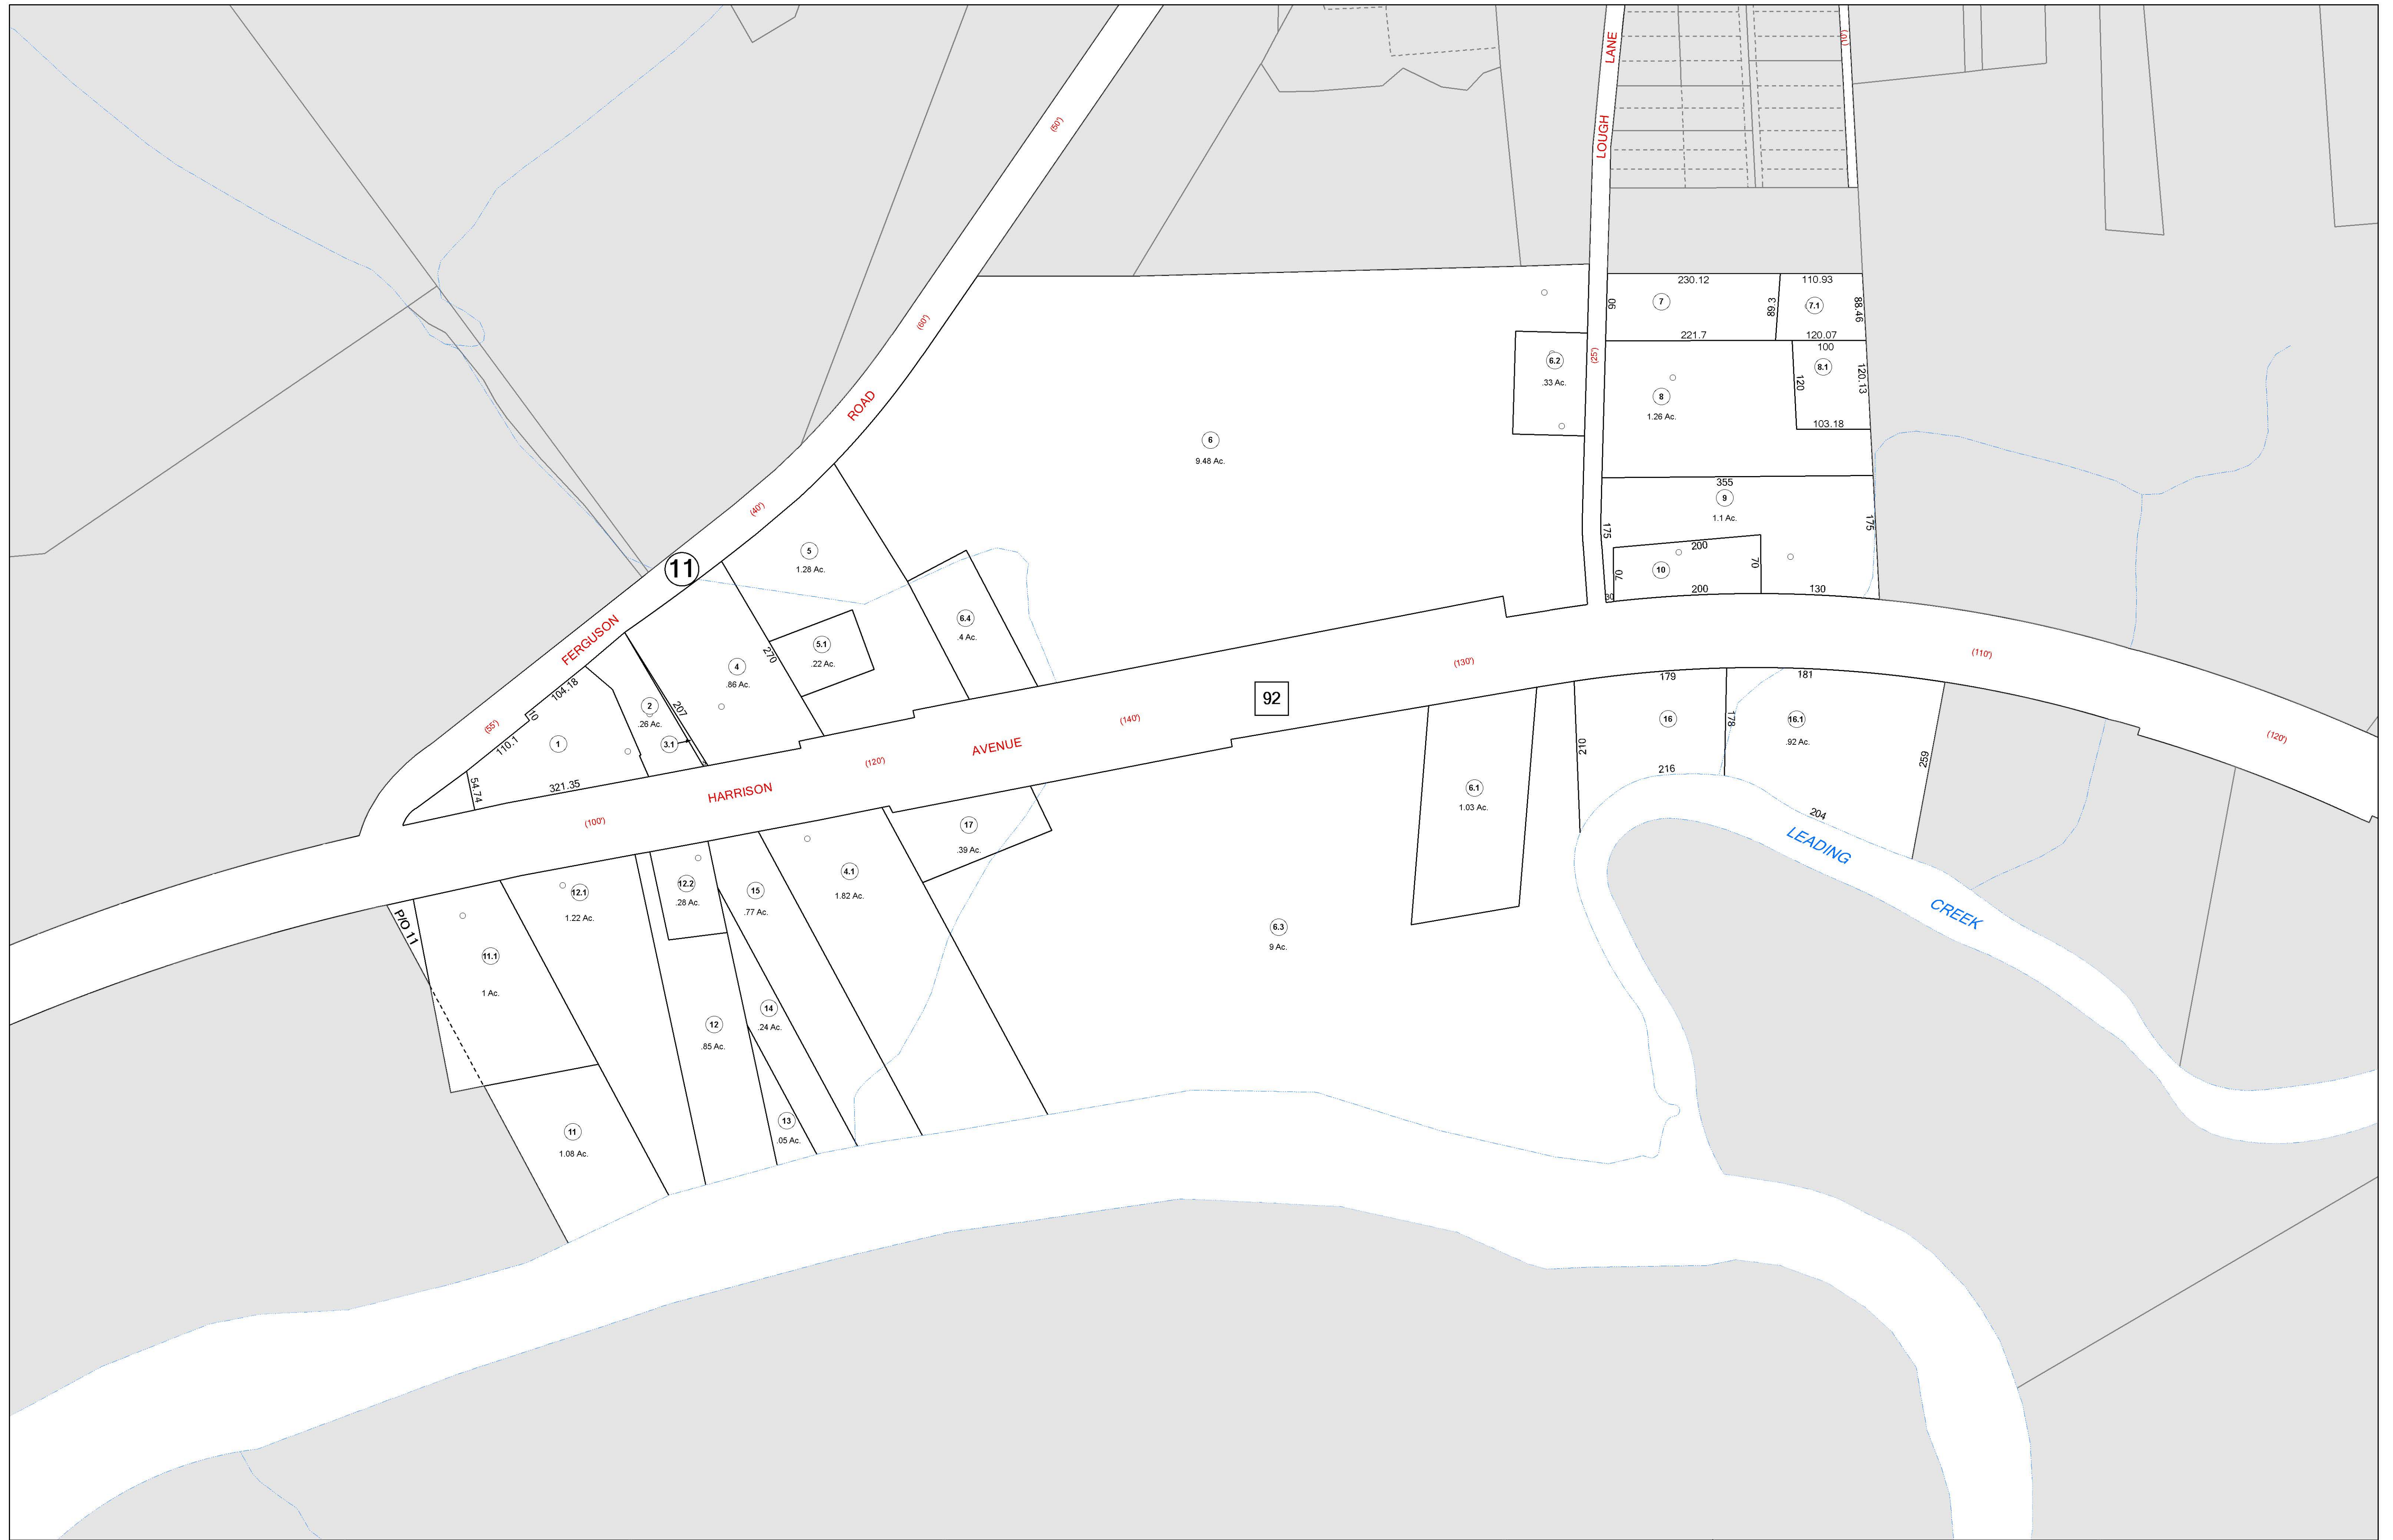 LANE
(10')
LOUGH
(50')
230.12
110.93
90
7
89.3
7.1
88.46
(60')
221.7
120.07
100
(25')
6.2
.33 Ac.
8.1
120
120.13
8
1.26 Ac.
103.18
ROAD
6
9.48 Ac.
355
9
1.1 Ac.
175
175
(40')
200
10
70
70
200
130
30
11
5
1.28 Ac.
6.4
.4 Ac.
5.1
.22 Ac.
270
4
.86 Ac.
FERGUSON
104.18
10
110.1
(55')
1
2
.26 Ac.
207
3.1
54.74
321.35
(130')
(110')
92
(140')
AVENUE
(120')
HARRISON
(100')
179
181
16
178
16.1
.92 Ac.
210
216
259
204
(120')
LEADING
CREEK
6.1
1.03 Ac.
17
.39 Ac.
P/O 11
12.1
1.22 Ac.
12.2
.28 Ac.
15
.77 Ac.
4.1
1.82 Ac.
6.3
9 Ac.
11.1
1 Ac.
14
.24 Ac.
12
.85 Ac.
13
.05 Ac.
11
1.08 Ac.